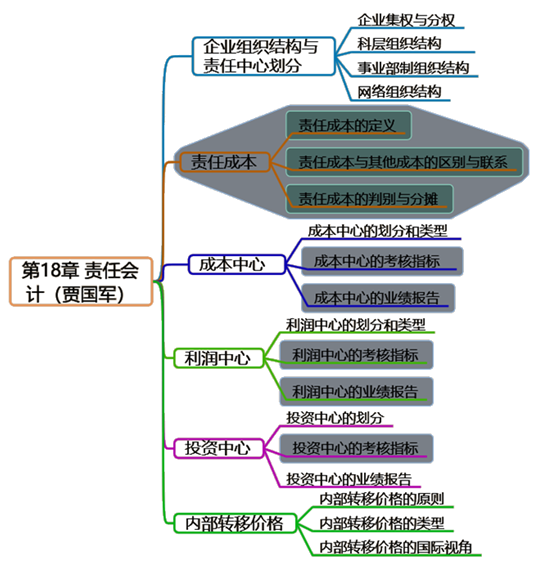 企业组织结构与
责任中心划分
企业集权与分权
科层组织结构
事业部制组织结构
网络组织结构
责任成本
责任成本的定义
责任成本与其他成本的区别与联系
责任成本的判别与分摊
第18章 责任会
计（贾国军）
成本中心
成本中心的划分和类型
成本中心的考核指标
成本中心的业绩报告
利润中心
利润中心的划分和类型
利润中心的考核指标
利润中心的业绩报告
投资中心
投资中心的划分
投资中心的考核指标
投资中心的业绩报告
内部转移价格
内部转移价格的原则
内部转移价格的类型
内部转移价格的国际视角